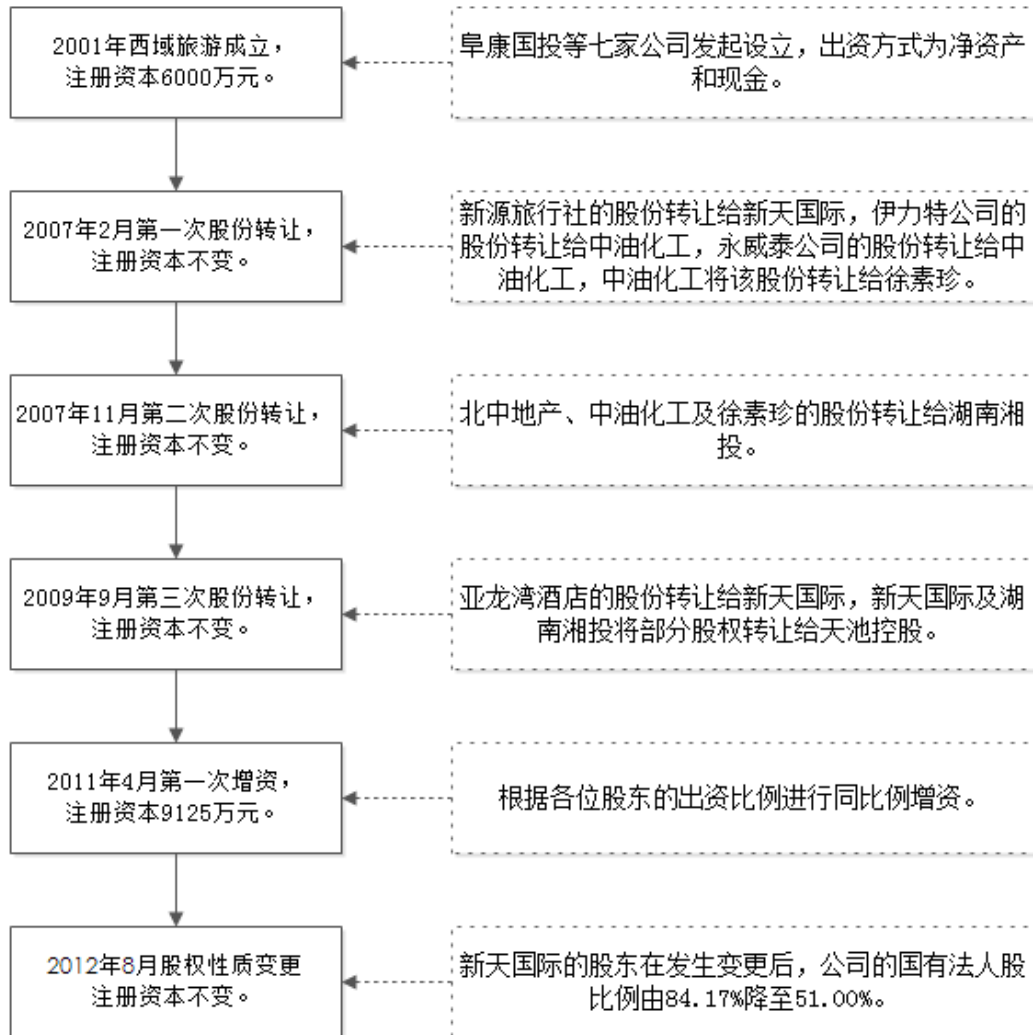 2001年西域旅游成立，
注册资本6000万元。
阜康国投等七家公司发起设立，出资方式为净资产
和现金。
2007年2月第一次股份转让，
注册资本不变。
新源旅行社的股份转让给新天国际，伊力特公司的
股份转让给中油化工，永威泰公司的股份转让给中
油化工，中油化工将该股份转让给徐素珍。
2007年11月第二次股份转让，
注册资本不变。
北中地产、中油化工及徐素珍的股份转让给湖南湘
投。
2009年9月第三次股份转让，
注册资本不变。
亚龙湾酒店的股份转让给新天国际，新天国际及湖
南湘投将部分股权转让给天池控股。
2011年4月第一次增资，
注册资本9125万元。
根据各位股东的出资比例进行同比例增资。
2012年8月股权性质变更
注册资本不变。
新天国际的股东在发生变更后，公司的国有法人股
比例由84.17%降至51.00%。